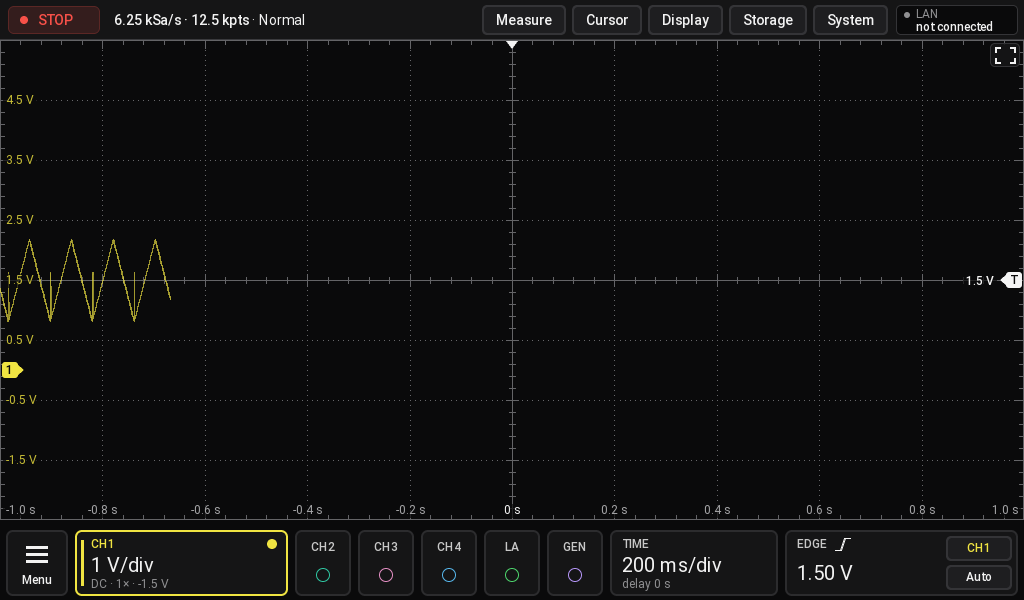 STOP
6.25 kSa/s · 12.5 kpts · Normal
Measure
Cursor
Display
Storage
System
LAN
not connected
4.5 V
3.5 V
2.5 V
1.5 V
1.5 V
T
0.5 V
1
-0.5 V
-1.5 V
-1.0 s
-0.8 s
-0.6 s
-0.4 s
-0.2 s
0 s
0.2 s
0.4 s
0.6 s
0.8 s
1.0 s
Menu
CH1
1 V/div
DC · 1× · -1.5 V
CH2
CH3
CH4
LA
GEN
TIME
200 ms/div
delay 0 s
EDGE
1.50 V
CH1
Auto